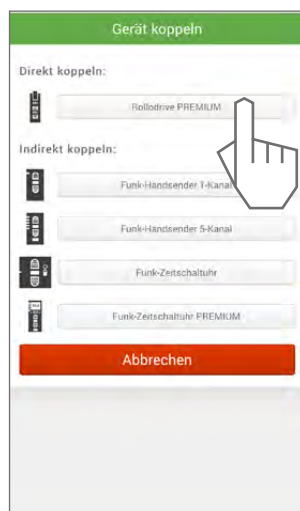 Gerät koppeln
Direkt koppeln:
Rollodrive PREMIUM
Indirekt koppeln:
Funk-Handsender 1-Kanal
Funk-Handsender 5-Kanal
Funk-Zeitschaltuhr
Funk-Zeitschaltuhr PREMIUM
Abbrechen